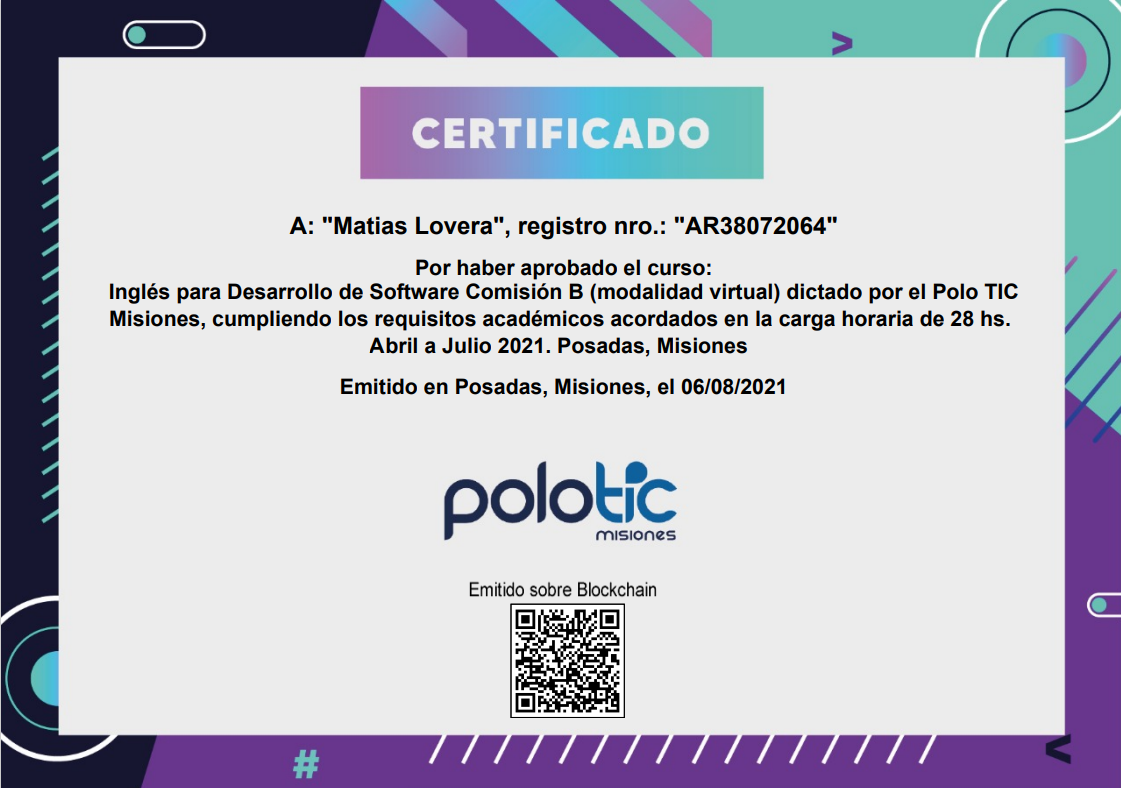 CERTIFICADO
A: "Matias Lovera", registro nro.: "AR38072064"
Por haber aprobado el curso:
Inglés para Desarrollo de Software Comisión B (modalidad virtual) dictado por el Polo TIC
Misiones, cumpliendo los requisitos académicos acordados en la carga horaria de 28 hs.
Abril a Julio 2021. Posadas, Misiones
Emitido en Posadas, Misiones, el 06/08/2021
polotic
misiones
Emitido sobre Blockchain